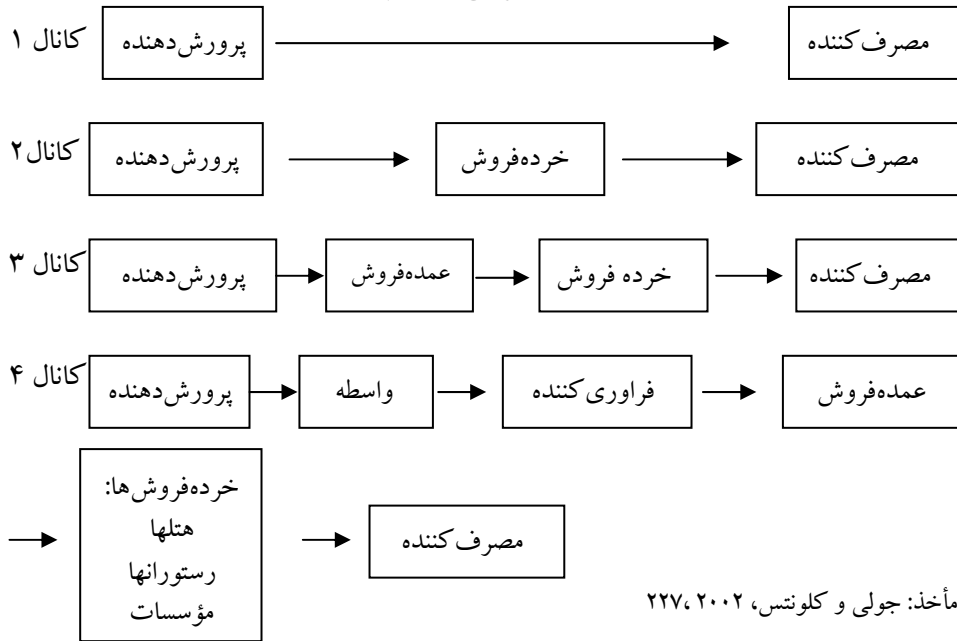 کانال ۱ پرورش‌دهنده مصرف‌کننده
کانال۲ پرورش‌دهنده خرده‌فروش مصرف‌کننده
کانال ۳ پرورش‌دهنده عمده‌فروش خرده فروش مصرف‌کننده
کانال ۴ پرورش‌دهنده واسطه فراوری‌کننده عمده‌فروش
خرده‌فروش‌ها:
هتلها
رستورانها
مؤسسات
مصرف‌کننده
مأخذ: جولی و کلونتس، ۲۰۰۲ ،۲۲۷